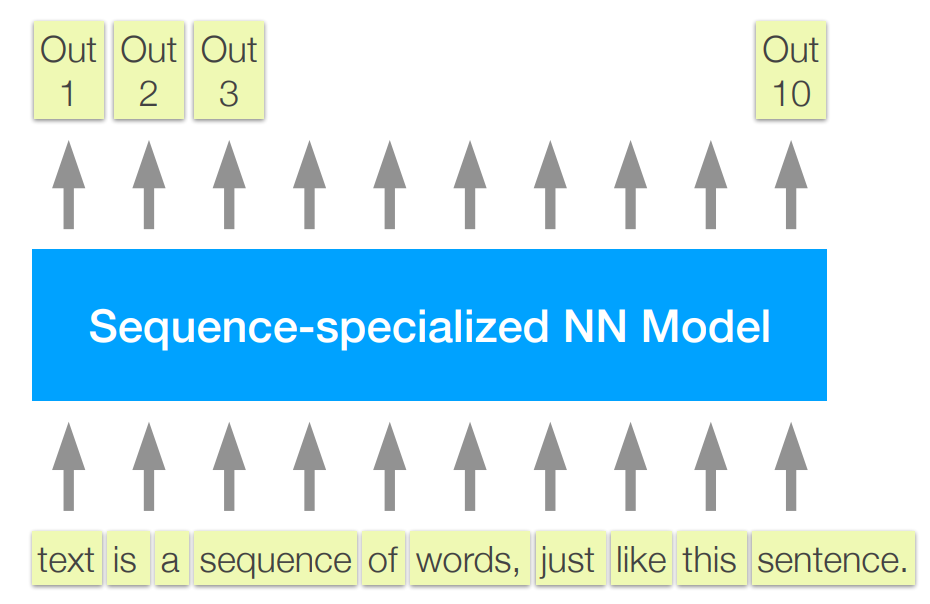 Out Out Out Out
1 2 3 10
Sequence-specialized NN Model
text is a sequence of words, just like this sentence.